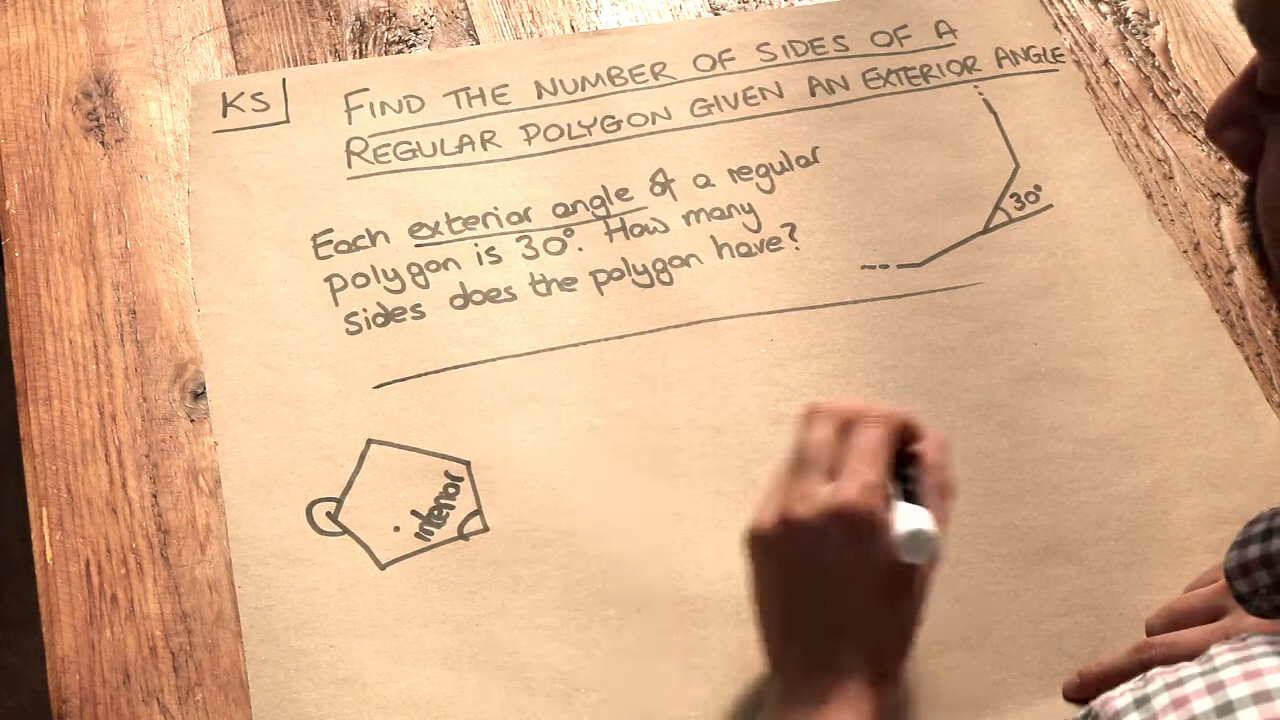 KS
FIND THE NUMBER OF SIDES OF A
REGULAR POLYGON GIVEN AN EXTERIOR ANGLE
Each exterior angle of a regular
polygon is 30°. How many
sides does the polygon have?
30°
interior